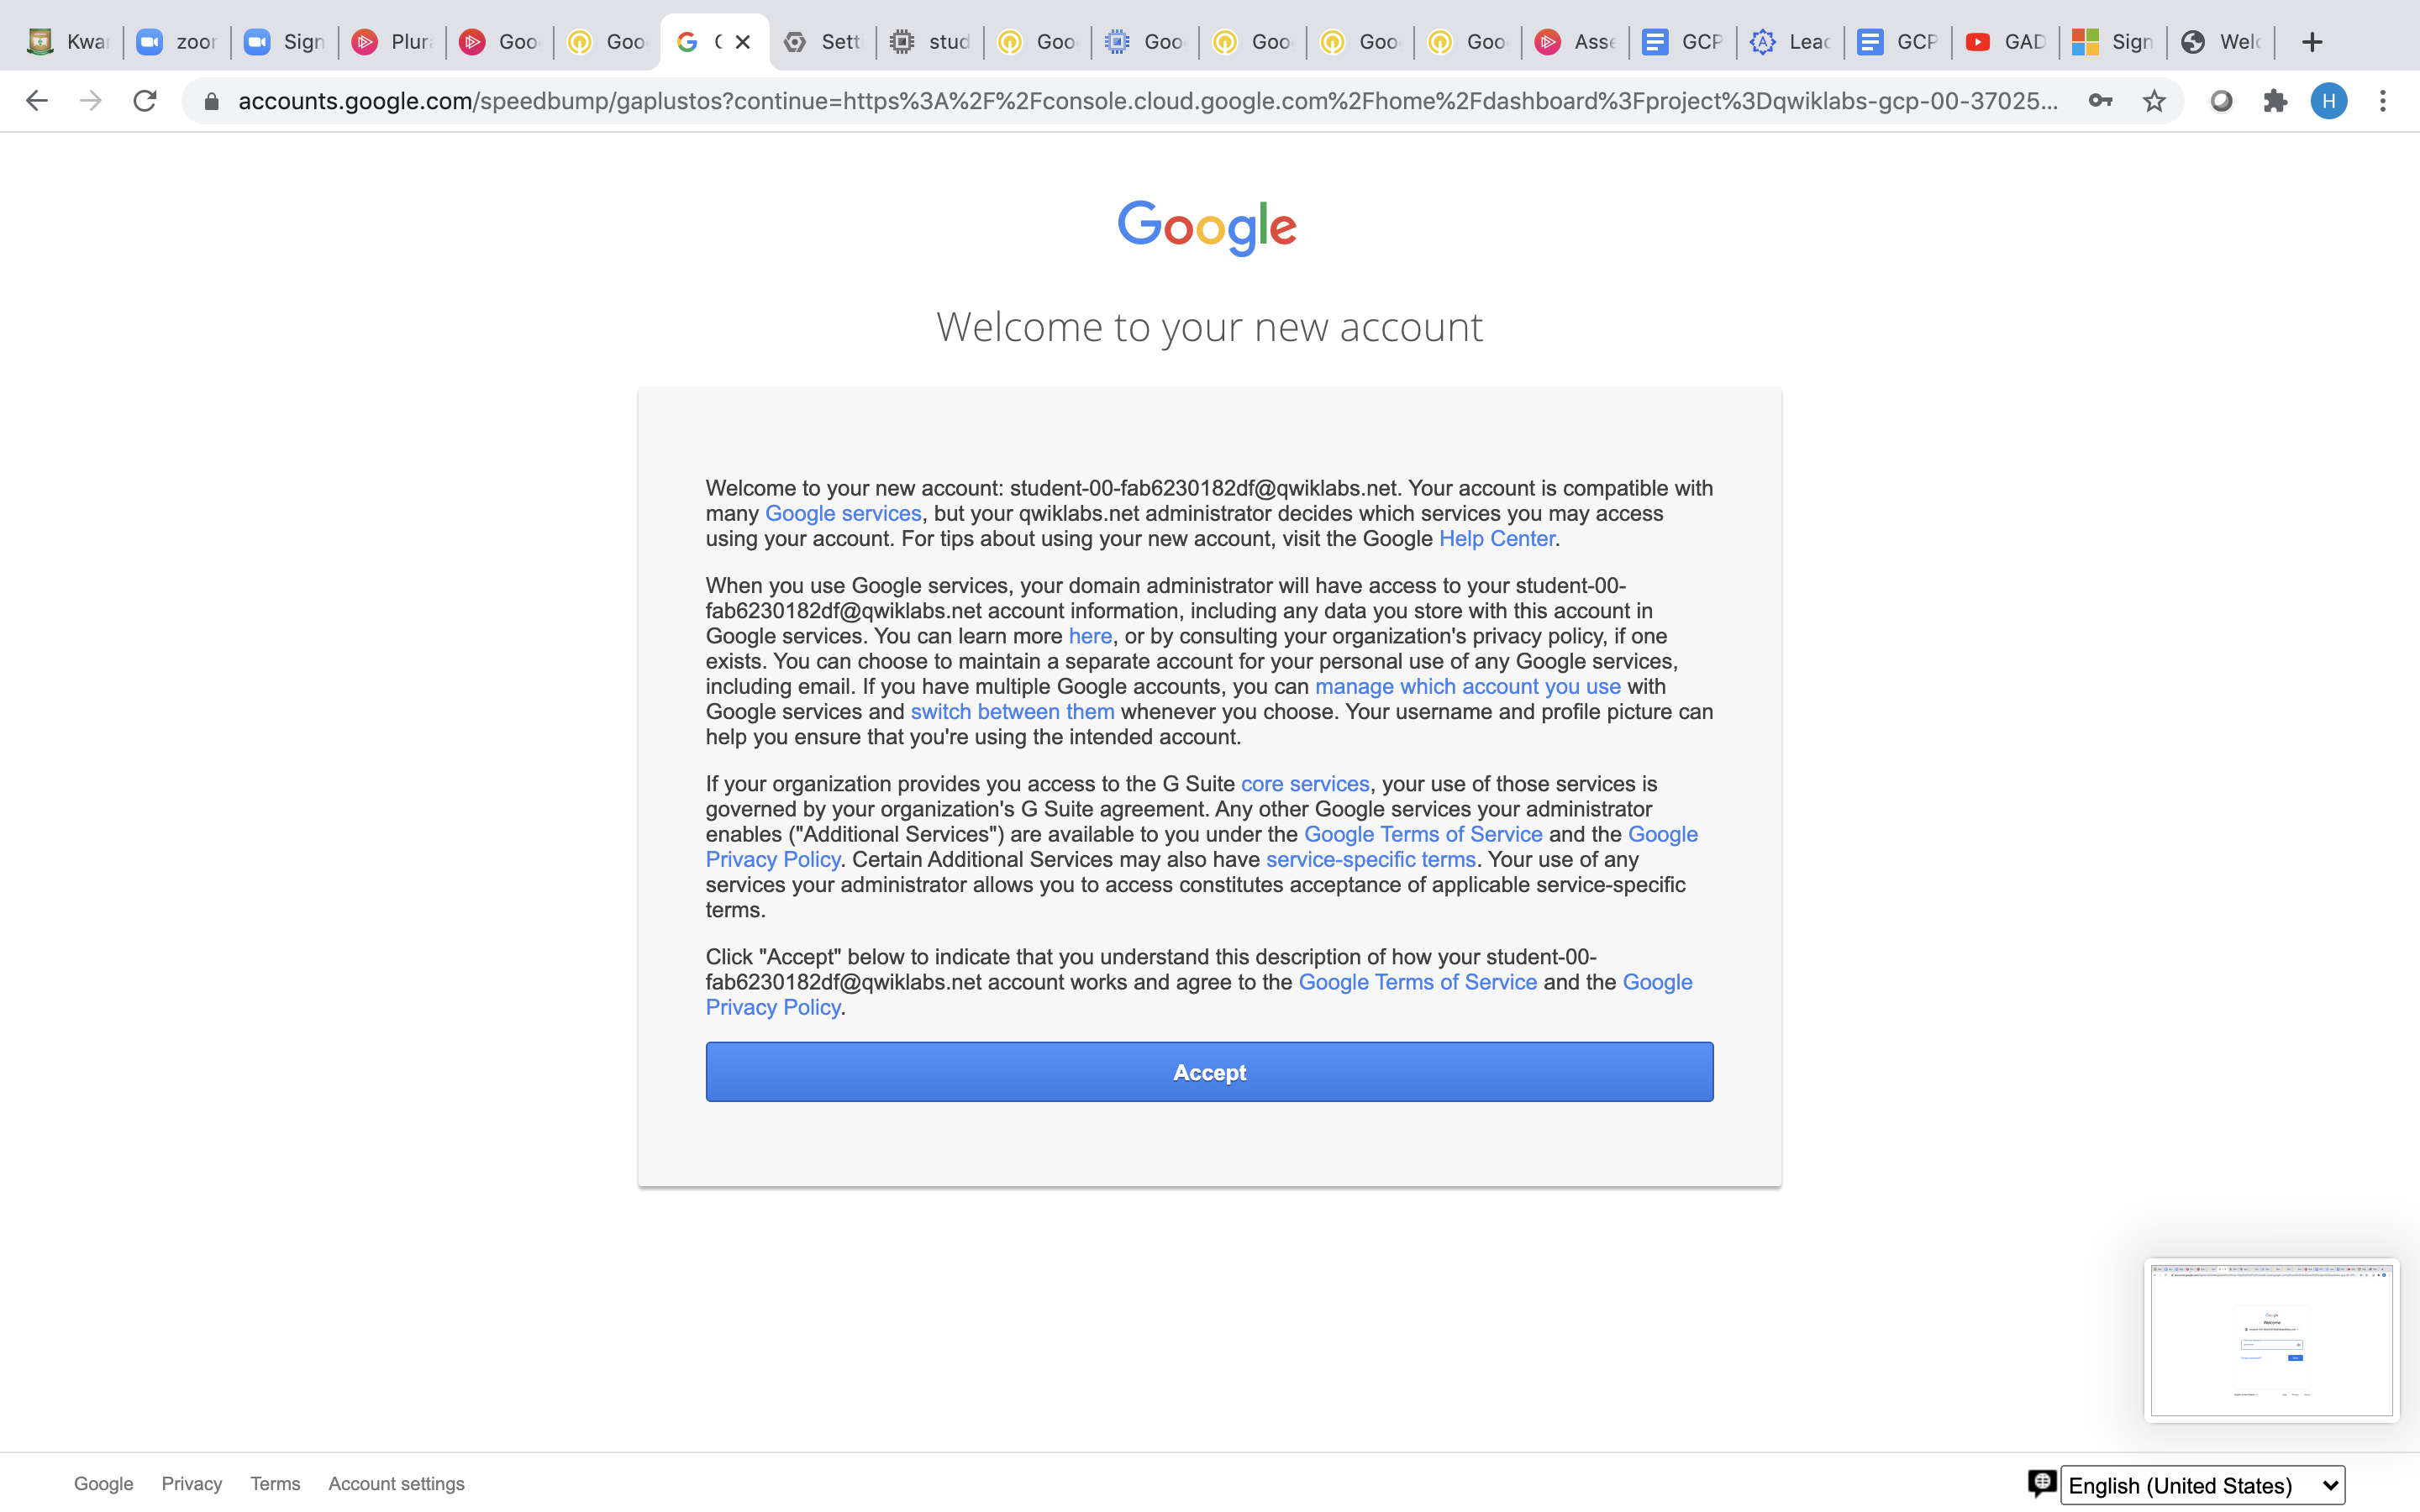 Kwa
zoor
Sign
Plur
Goo
Goo
Sett
stud
Goo
Goo
Goo
Goo
Goo
Asse
GCP
Lead
GCP
GAD
Sign
Welc
accounts.google.com/speedbump/gaplustos?continue=https%3A%2F%2Fconsole.cloud.google.com%2Fhome%2Fdashboard%3Fproject%3Dqwiklabs-gcp-00-37025...
H
Google
Welcome to your new account
Welcome to your new account: student-00-fab6230182df@qwiklabs.net. Your account is compatible with
many Google services, but your qwiklabs.net administrator decides which services you may access
using your account. For tips about using your new account, visit the Google Help Center.
When you use Google services, your domain administrator will have access to your student-00-
fab6230182df@qwiklabs.net account information, including any data you store with this account in
Google services. You can learn more here, or by consulting your organization's privacy policy, if one
exists. You can choose to maintain a separate account for your personal use of any Google services,
including email. If you have multiple Google accounts, you can manage which account you use with
Google services and switch between them whenever you choose. Your username and profile picture can
help you ensure that you're using the intended account.
If your organization provides you access to the G Suite core services, your use of those services is
governed by your organization's G Suite agreement. Any other Google services your administrator
enables ("Additional Services") are available to you under the Google Terms of Service and the Google
Privacy Policy. Certain Additional Services may also have service-specific terms. Your use of any
services your administrator allows you to access constitutes acceptance of applicable service-specific
terms.
Click "Accept" below to indicate that you understand this description of how your student-00-
fab6230182df@qwiklabs.net account works and agree to the Google Terms of Service and the Google
Privacy Policy.
Accept
Google
Welcome
Google
Privacy
Terms
Account settings
English (United States)